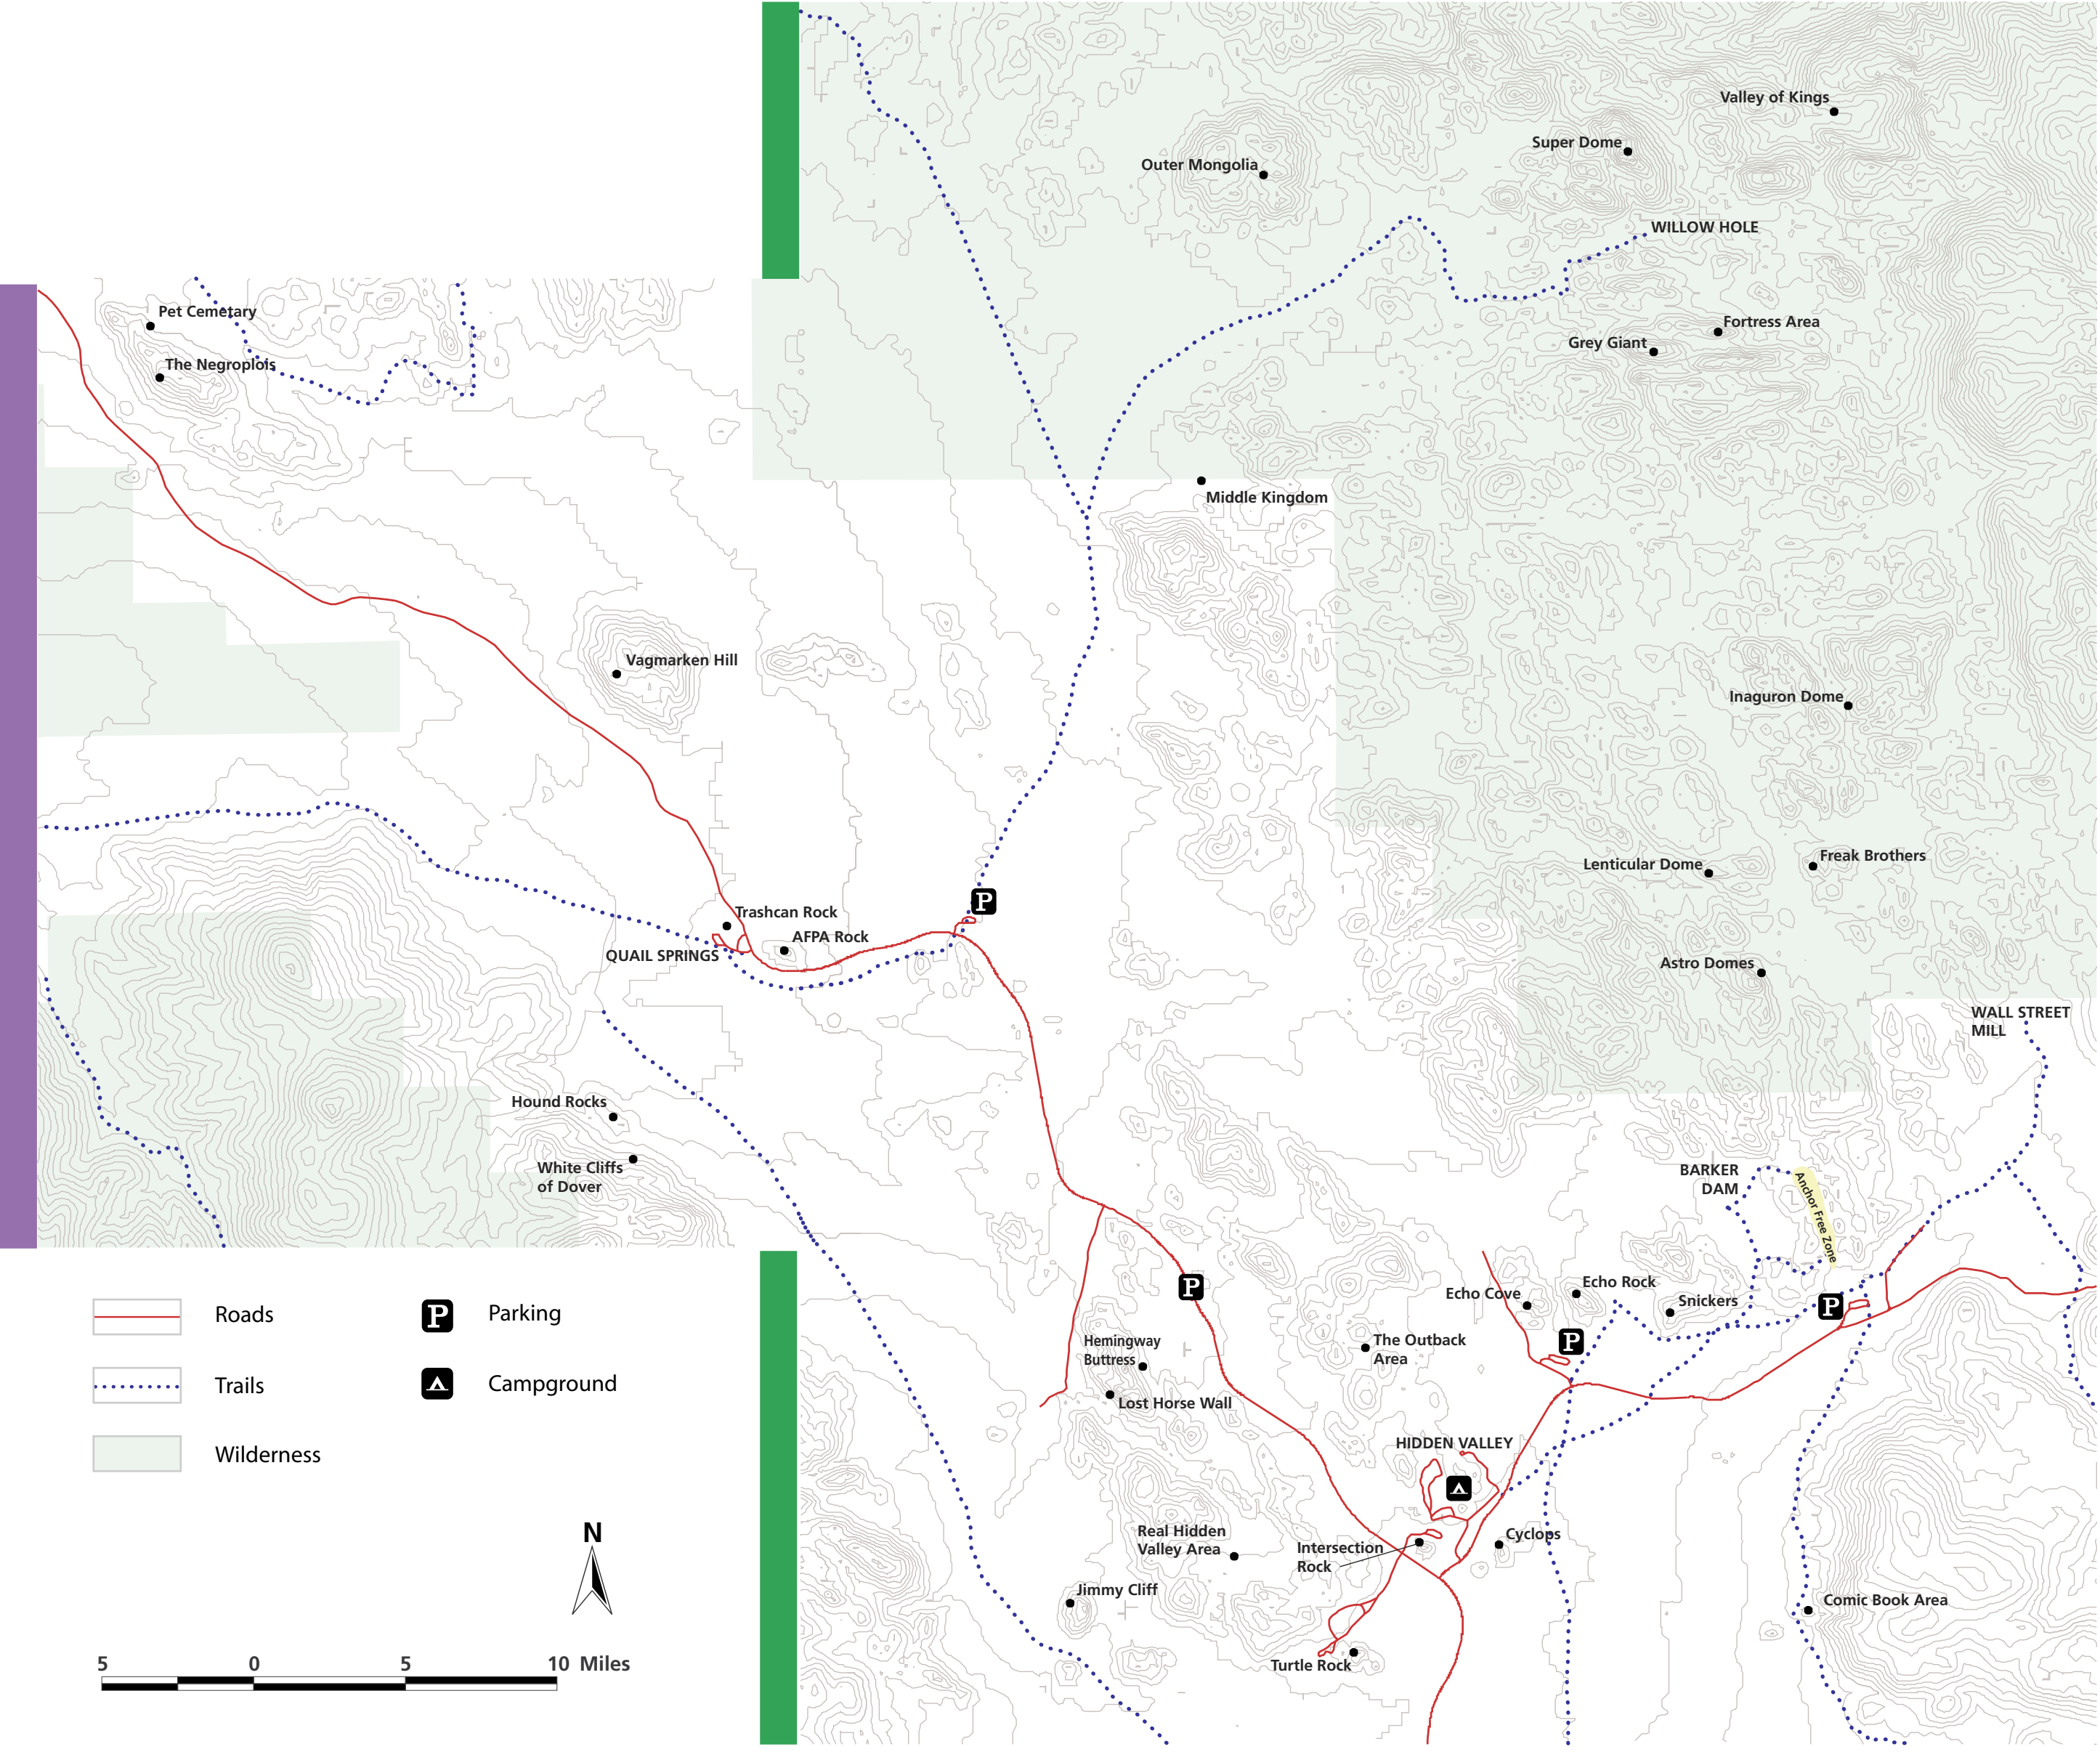 Valley of Kings
Super Dome
Outer Mongolia
WILLOW HOLE
Pet Cemetary
Fortress Area
Grey Giant
The Negroplois
Middle Kingdom
Vagmarken Hill
Inaguron Dome
Lenticular Dome
Freak Brothers
P
Trashcan Rock
AFPA Rock
QUAIL SPRINGS
Astro Domes
WALL STREET
MILL
Hound Rocks
White Cliffs
of Dover
BARKER
DAM
Anchor Free Zone
P
Echo Cove
Echo Rock
Snickers
P
P
Hemingway
Buttress
The Outback
Area
Lost Horse Wall
HIDDEN VALLEY
Real Hidden
Valley Area
Intersection
Rock
Cyclops
Jimmy Cliff
Comic Book Area
Turtle Rock
Roads
P Parking
Trails
Campground
Wilderness
N
5 0 5 10 Miles